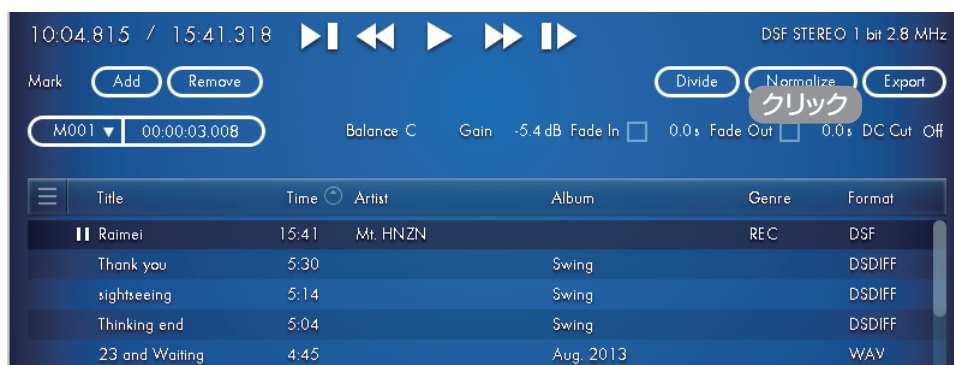 10:04.815 / 15:41.318 DSF STEREO 1 bit 2.8 MHz
Mark Add Remove Divide Normalize Export
クリック
M001 ▼ 00:00:03.008 Balance C Gain -5.4 dB Fade In 0.0 s Fade Out 0.0 s DC Cut Off
Title Time Artist Album Genre Format
Raimei 15:41 Mt. HNZN REC DSF
Thank you 5:30 Swing DSDIFF
sightseeing 5:14 Swing DSDIFF
Thinking end 5:04 Swing DSDIFF
23 and Waiting 4:45 Aug. 2013 WAV